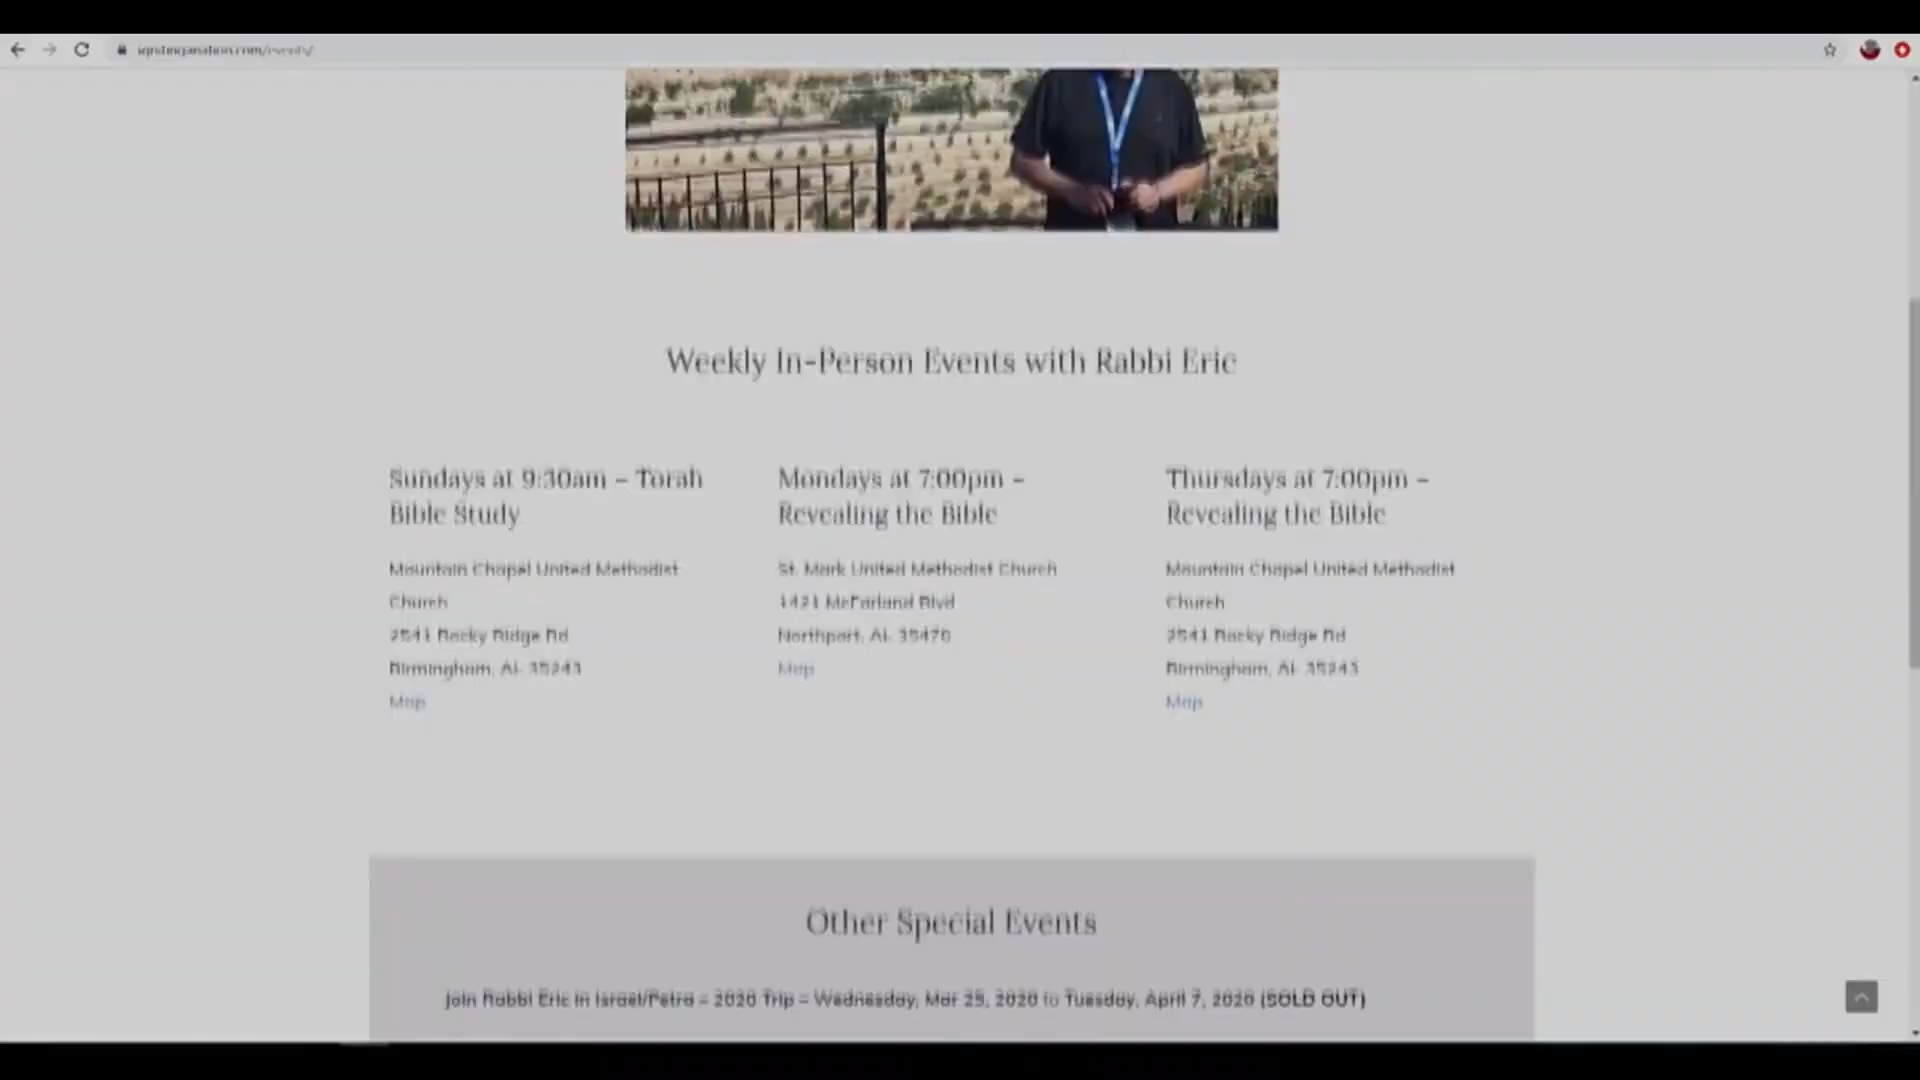 Weekly In-Person Events with Rabbi Eric
Sundays at 9:30am – Torah
Bible Study
Mountain Chapel United Methodist
Church
2541 Rocky Ridge Rd
Birmingham, AL 35243
Map
Mondays at 7:00pm –
Revealing the Bible
St. Mark United Methodist Church
1421 McFarland Blvd
Northport, AL 35476
Map
Thursdays at 7:00pm –
Revealing the Bible
Mountain Chapel United Methodist
Church
2541 Rocky Ridge Rd
Birmingham, AL 35243
Map
Other Special Events
Join Rabbi Eric in Israel/Petra – 2020 Trip – Wednesday, Mar 25, 2020 to Tuesday, April 7, 2020 (SOLD OUT)